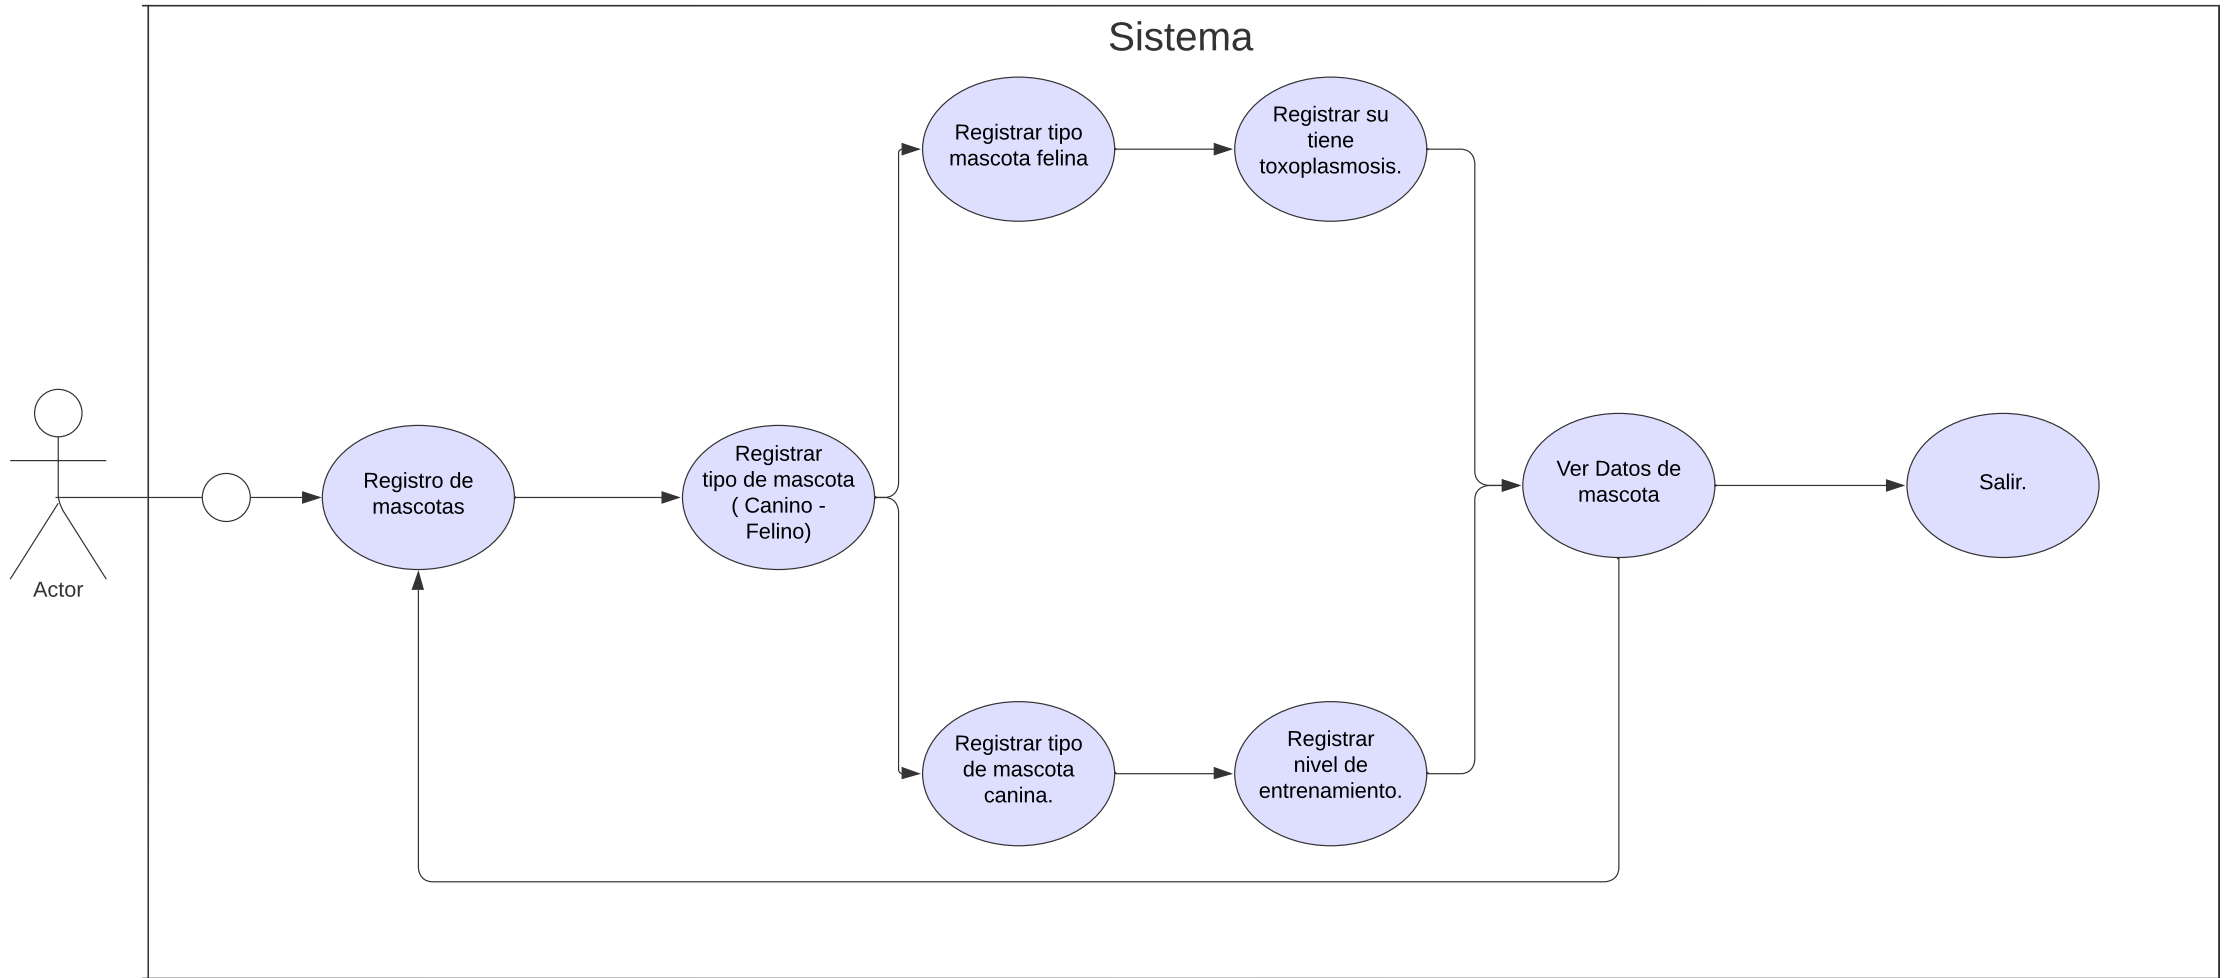 Sistema
Registrar tipo
mascota felina
Registrar su
tiene
toxoplasmosis.
Actor
Registro de
mascotas
Registrar
tipo de mascota
( Canino -
Felino)
Ver Datos de
mascota
Salir.
Registrar tipo
de mascota
canina.
Registrar
nivel de
entrenamiento.